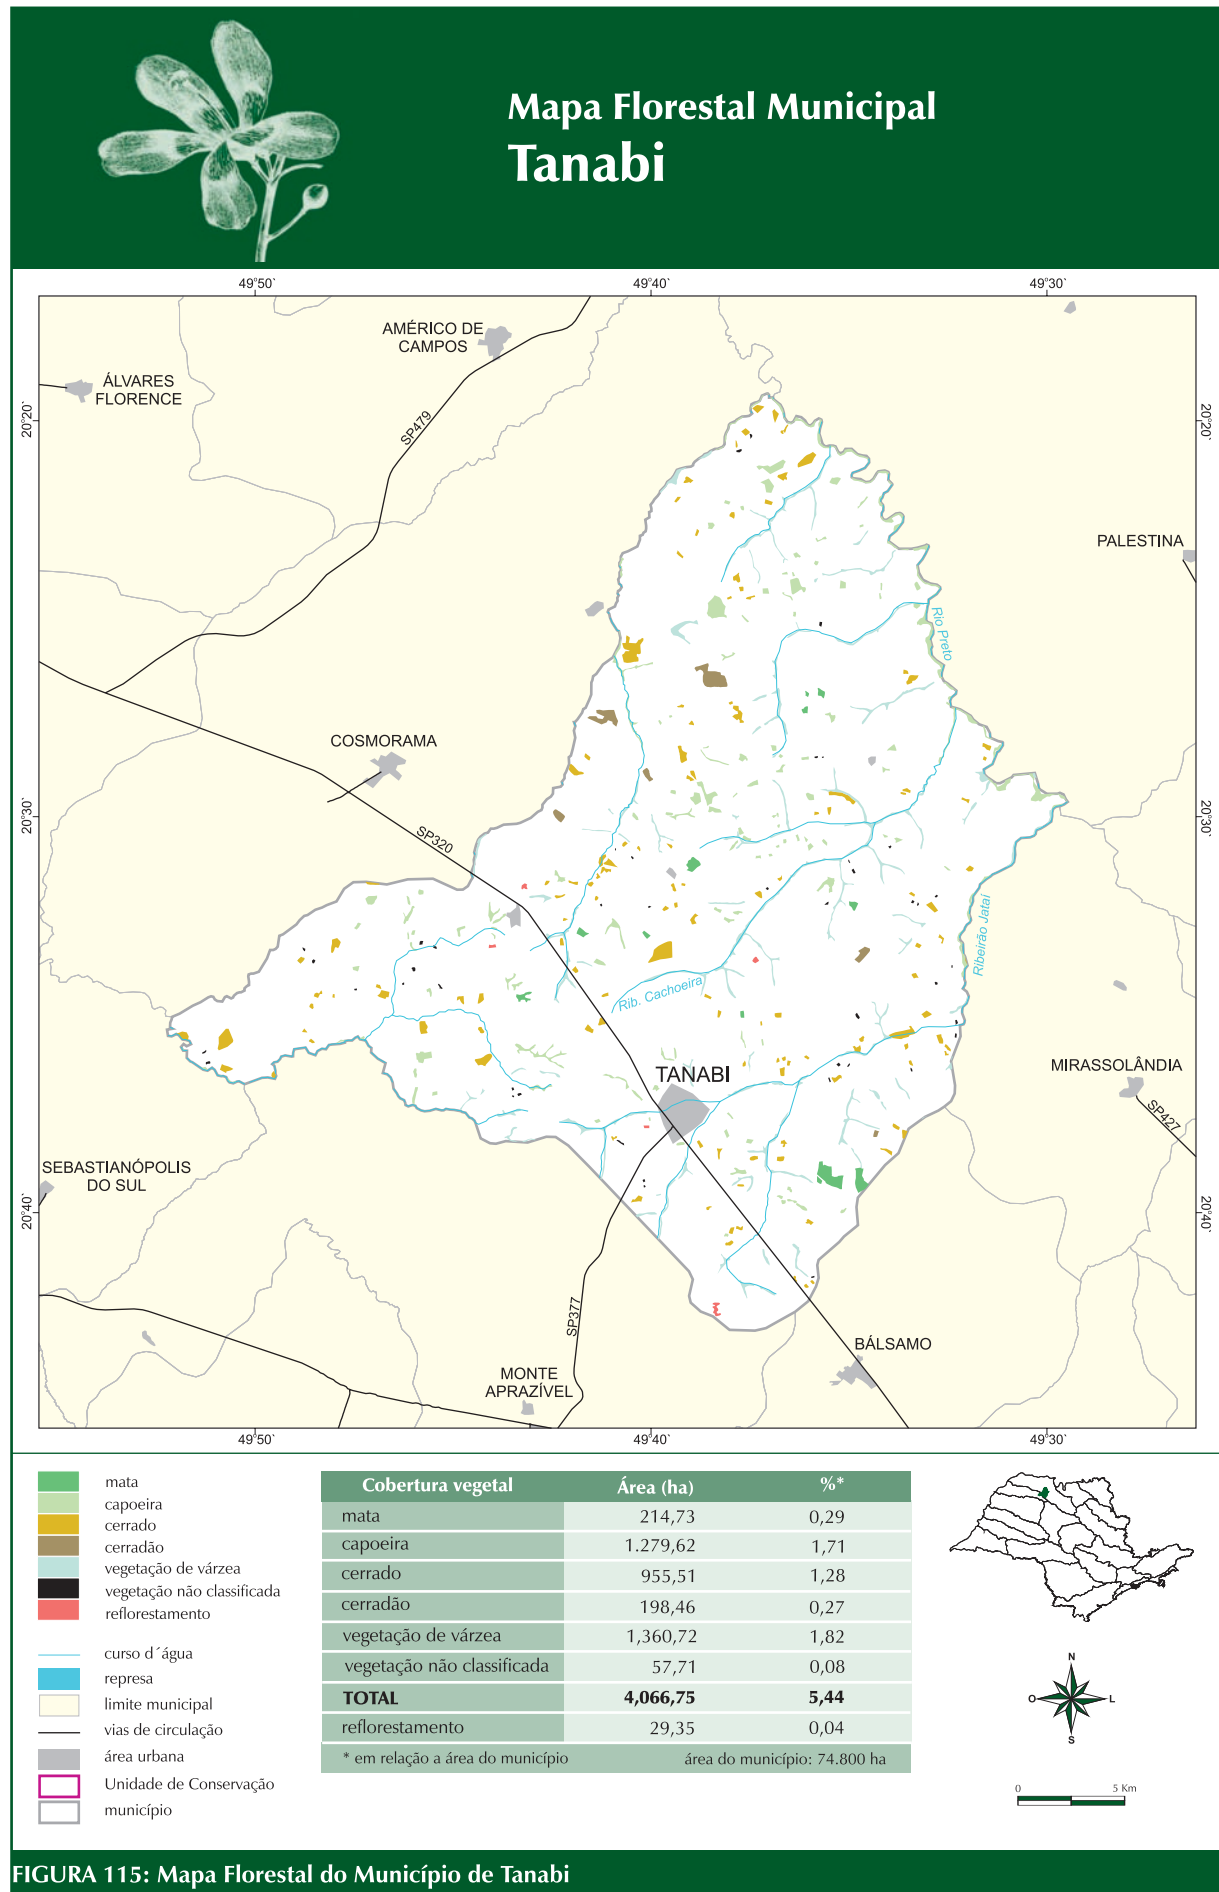 Mapa Florestal Municipal
Tanabi
49°50`
49°40`
49°30`
AMÉRICO DE
CAMPOS
ÁLVARES
FLORENCE
SP479
20°20`
20°20`
PALESTINA
Rio Preto
COSMORAMA
SP320
20°30`
20°30`
Ribeirão Jataí
Rib. Cachoeira
TANABI
MIRASSOLÂNDIA
SP427
SEBASTIANÓPOLIS
DO SUL
20°40`
20°40`
SP377
BÁLSAMO
MONTE
APRAZÍVEL
49°50`
49°40`
49°30`
mata
capoeira
cerrado
cerradão
vegetação de várzea
vegetação não classificada
reflorestamento
curso d´água
represa
limite municipal
vias de circulação
área urbana
Unidade de Conservação
município
Cobertura vegetal Área (ha) %*
mata 214,73 0,29
capoeira 1.279,62 1,71
cerrado 955,51 1,28
cerradão 198,46 0,27
vegetação de várzea 1,360,72 1,82
vegetação não classificada 57,71 0,08
TOTAL 4,066,75 5,44
reflorestamento 29,35 0,04
* em relação a área do município área do município: 74.800 ha
N
O L
S
0 5 Km
FIGURA 115: Mapa Florestal do Município de Tanabi